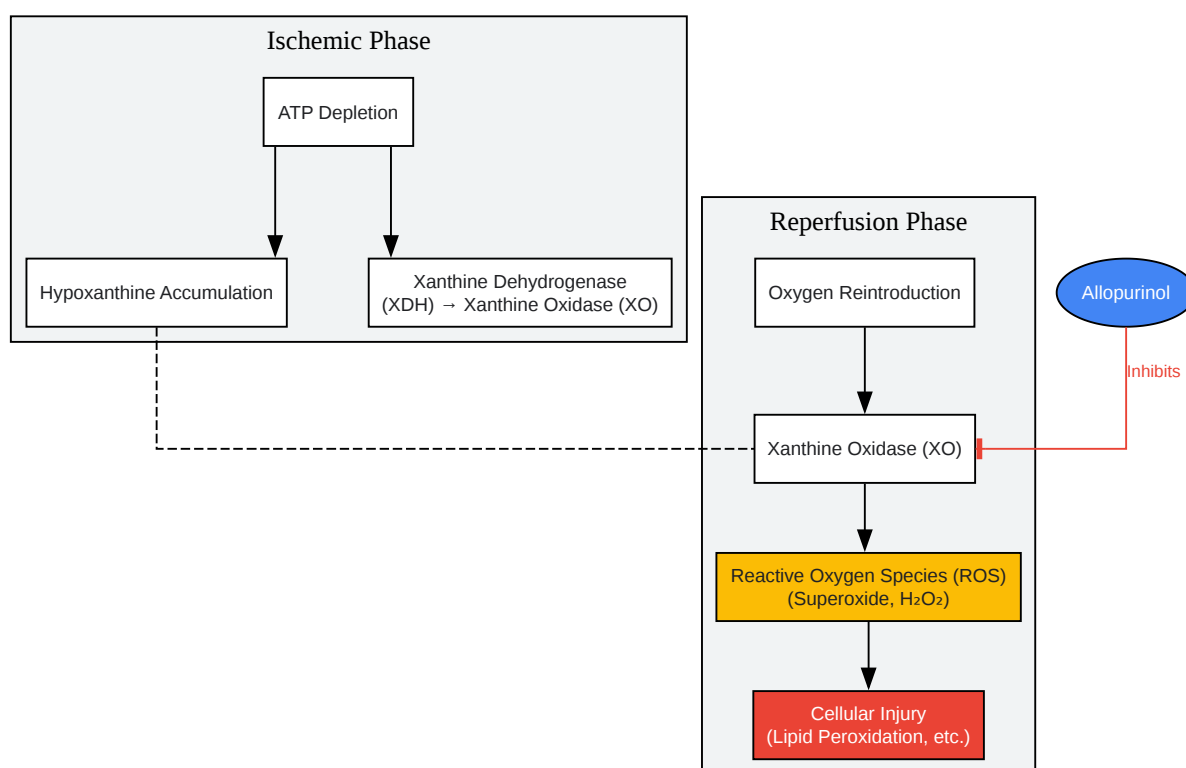 Ischemic Phase
ATP Depletion
Hypoxanthine Accumulation
Xanthine Dehydrogenase
(XDH) → Xanthine Oxidase (XO)
Reperfusion Phase
Oxygen Reintroduction
Allopurinol
Inhibits
Xanthine Oxidase (XO)
Reactive Oxygen Species (ROS)
(Superoxide, H₂O₂)
Cellular Injury
(Lipid Peroxidation, etc.)